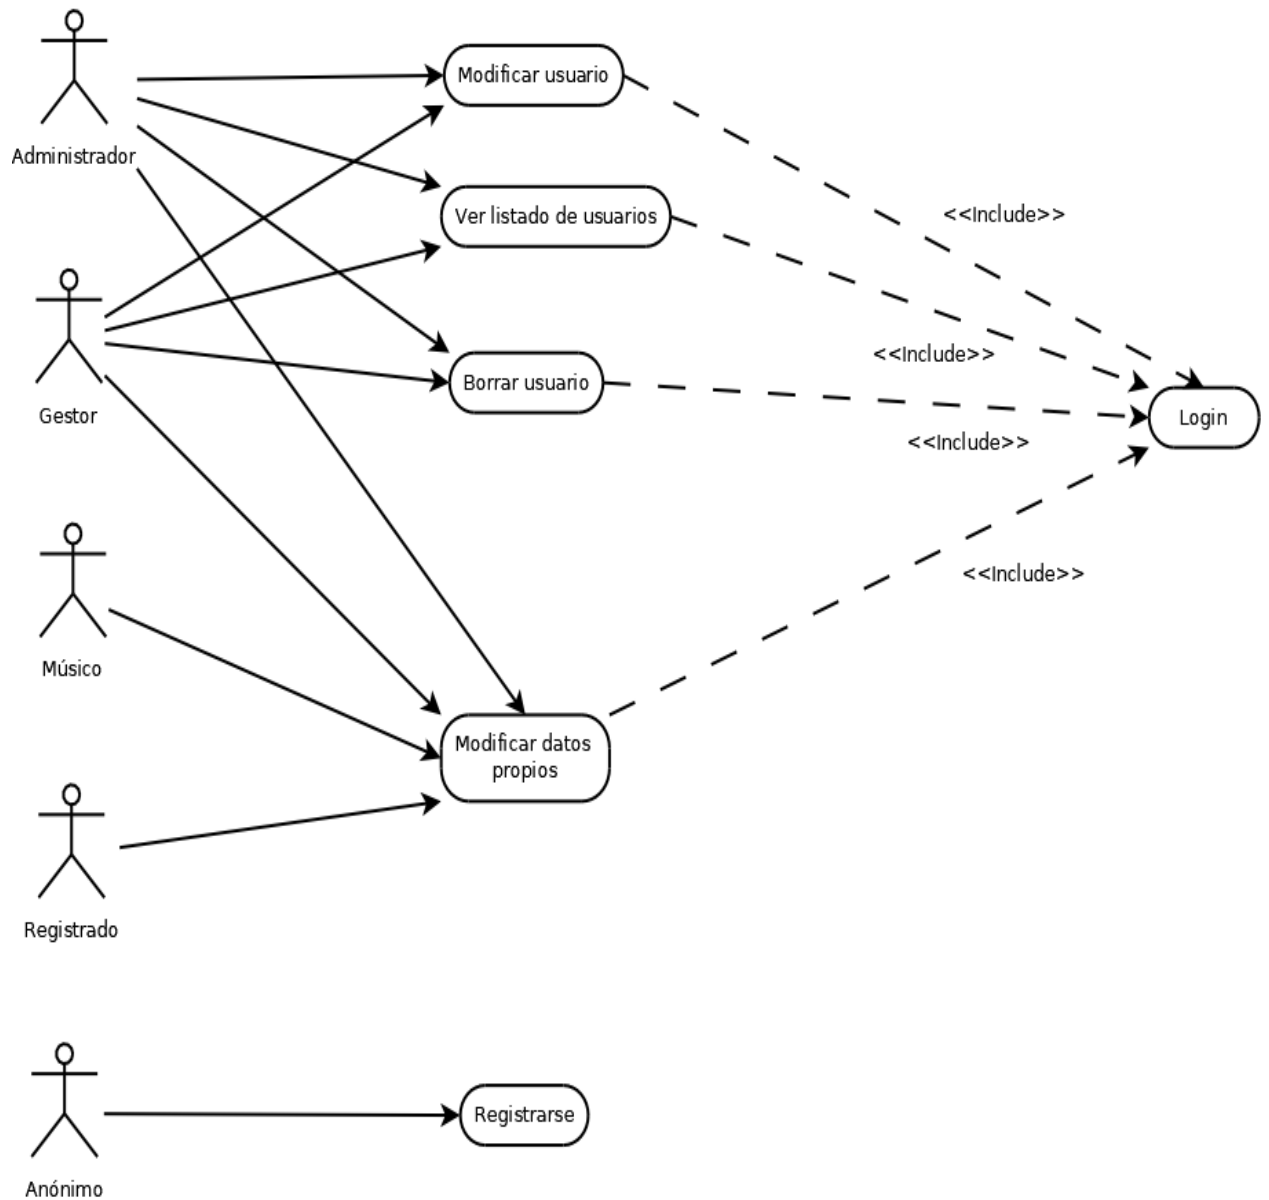 Modificar usuario
Administrador
Ver listado de usuarios
<<Include>>
<<Include>>
Borrar usuario
Gestor
Login
<<Include>>
<<Include>>
Músico
Modificar datos
propios
Registrado
Registrarse
Anónimo